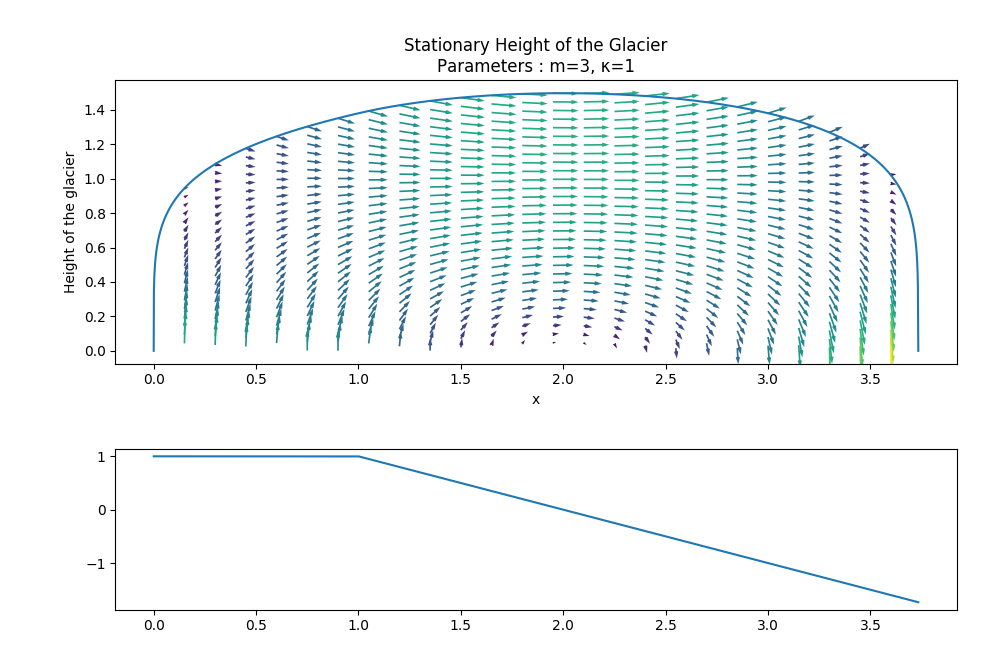 Stationary Height of the Glacier
Parameters : m=3, κ=1
Height of the glacier
1.4
1.2
1.0
0.8
0.6
0.4
0.2
0.0
0.0 0.5 1.0 1.5 2.0 2.5 3.0 3.5
x
1
0
−1
0.0 0.5 1.0 1.5 2.0 2.5 3.0 3.5